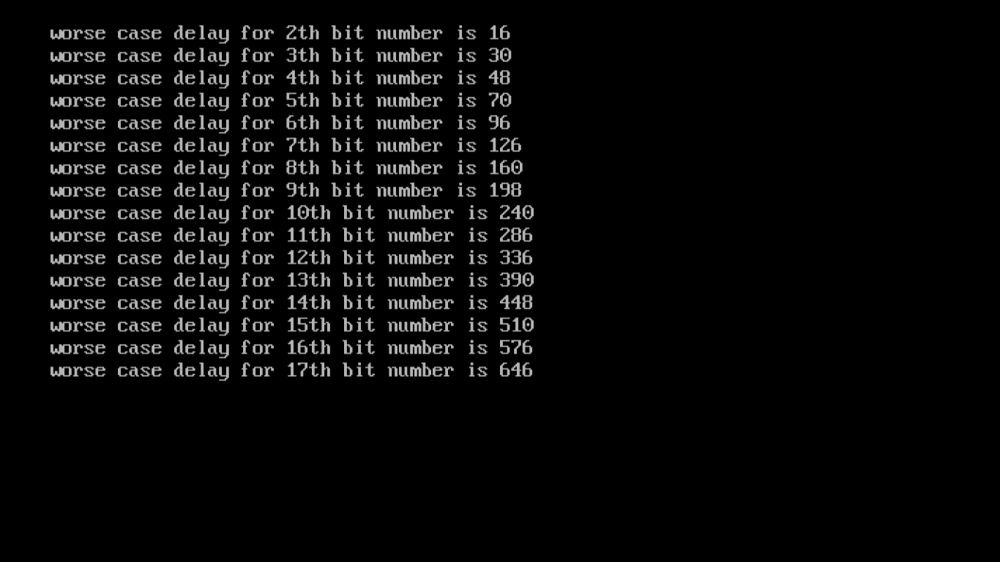 worse case delay for 2th bit number is 16
worse case delay for 3th bit number is 30
worse case delay for 4th bit number is 48
worse case delay for 5th bit number is 70
worse case delay for 6th bit number is 96
worse case delay for 7th bit number is 126
worse case delay for 8th bit number is 160
worse case delay for 9th bit number is 198
worse case delay for 10th bit number is 240
worse case delay for 11th bit number is 286
worse case delay for 12th bit number is 336
worse case delay for 13th bit number is 390
worse case delay for 14th bit number is 448
worse case delay for 15th bit number is 510
worse case delay for 16th bit number is 576
worse case delay for 17th bit number is 646